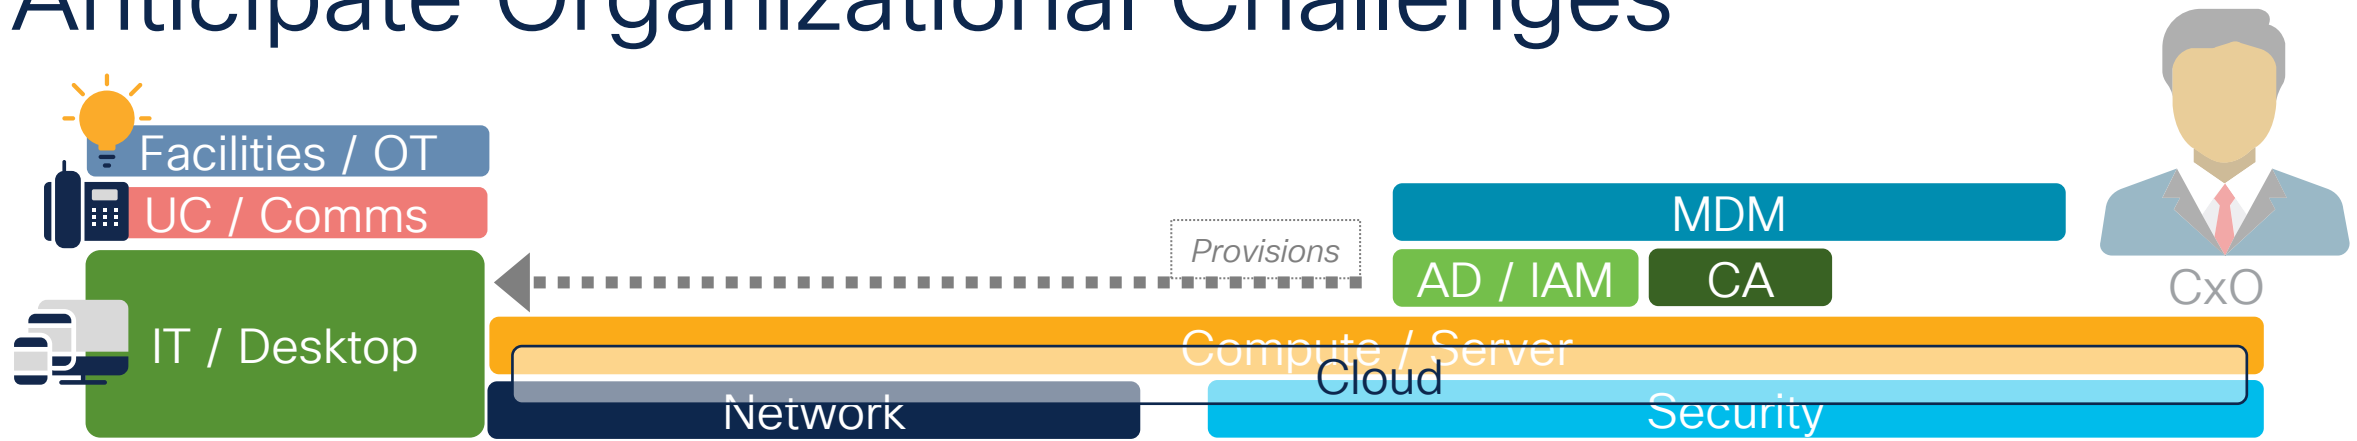 Anticipate Organizational Challenges
Facilities / OT
UC / Comms
IT / Desktop
Provisions
MDM
AD / IAM
CA
CxO
Compute / Server
Cloud
Network
Security